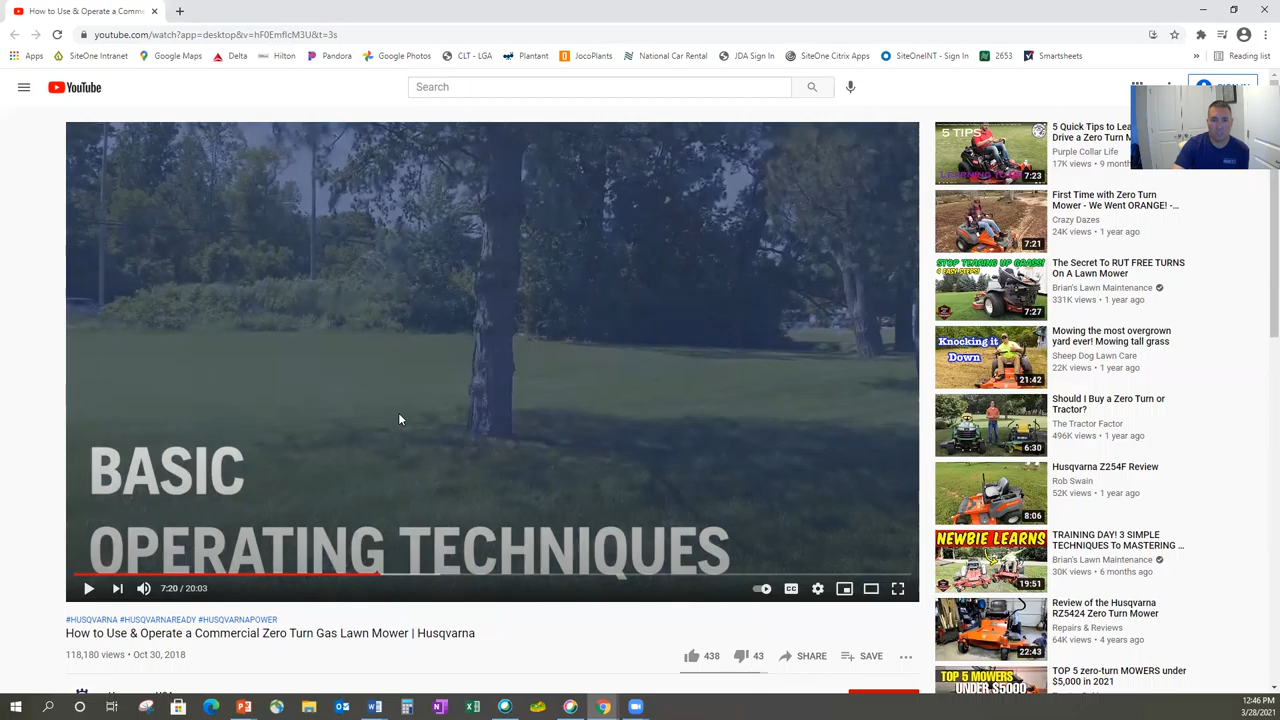 How to Use & Operate a Comme
youtube.com/watch?app=desktop&v=hF0EmflcM3U&t=3s
Apps
SiteOne Intranet
Google Maps
Delta
Hilton
Pandora
Google Photos
CLT - LGA
Plantant
JocoPlants
National Car Rental
JDA Sign In
SiteOne Citrix Apps
SiteOneINT - Sign In
2653
Smartsheets
»
Reading list
YouTube
Search
BASIC
OPERATING TECHNIQUES
7:20 / 20:03
CC
#HUSQVARNA #HUSQVARNAREADY #HUSQVARNAPOWER
How to Use & Operate a Commercial Zero Turn Gas Lawn Mower | Husqvarna
118,180 views • Oct 30, 2018
438
43
SHARE
SAVE
5 TIPS
7:23
5 Quick Tips to Lea
Drive a Zero Turn M
Purple Collar Life
17K views • 9 month
7:21
First Time with Zero Turn
Mower - We Went ORANGE! -...
Crazy Dazes
24K views • 1 year ago
STOP TEARING UP GRASS!
4 EASY STEPS!
7:27
The Secret To RUT FREE TURNS
On A Lawn Mower
Brian's Lawn Maintenance
331K views • 1 year ago
Knocking it
Down
21:42
Mowing the most overgrown
yard ever! Mowing tall grass
Sheep Dog Lawn Care
22K views • 1 year ago
6:30
Should I Buy a Zero Turn or
Tractor?
The Tractor Factor
496K views • 1 year ago
8:06
Husqvarna Z254F Review
Rob Swain
52K views • 1 year ago
NEWBIE LEARNS
19:51
TRAINING DAY! 3 SIMPLE
TECHNIQUES To MASTERING ...
Brian's Lawn Maintenance
30K views • 6 months ago
22:43
Review of the Husqvarna
RZ5424 Zero Turn Mower
Repairs & Reviews
64K views • 4 years ago
TOP 5 MOWERS
UNDER $5000
TOP 5 zero-turn MOWERS under
$5,000 in 2021
12:46 PM
3/28/2021